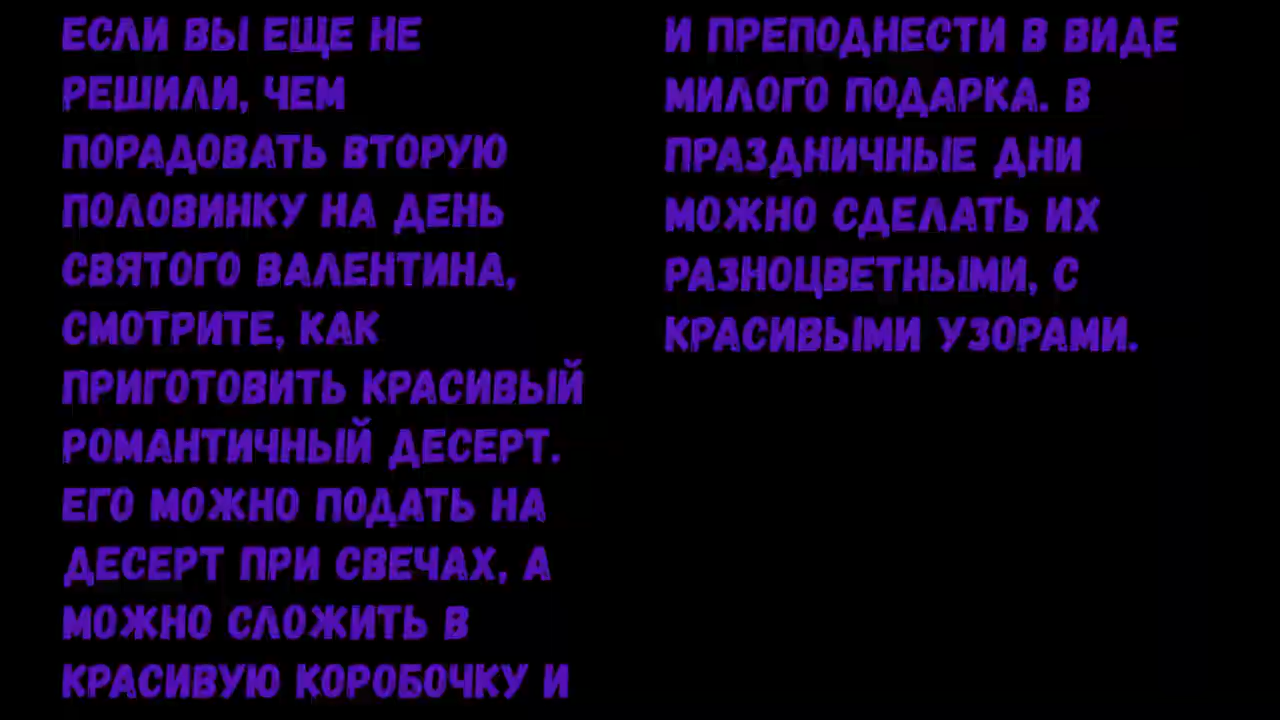 ЕСЛИ ВЫ ЕЩЕ НЕ
РЕШИЛИ, ЧЕМ
ПОРАДОВАТЬ ВТОРУЮ
ПОЛОВИНКУ НА ДЕНЬ
СВЯТОГО ВАЛЕНТИНА,
СМОТРИТЕ, КАК
ПРИГОТОВИТЬ КРАСИВЫЙ
РОМАНТИЧНЫЙ ДЕСЕРТ.
ЕГО МОЖНО ПОДАТЬ НА
ДЕСЕРТ ПРИ СВЕЧАХ, А
МОЖНО СЛОЖИТЬ В
КРАСИВУЮ КОРОБОЧКУ И
И ПРЕПОДНЕСТИ В ВИДЕ
МИЛОГО ПОДАРКА. В
ПРАЗДНИЧНЫЕ ДНИ
МОЖНО СДЕЛАТЬ ИХ
РАЗНОЦВЕТНЫМИ, С
КРАСИВЫМИ УЗОРАМИ.